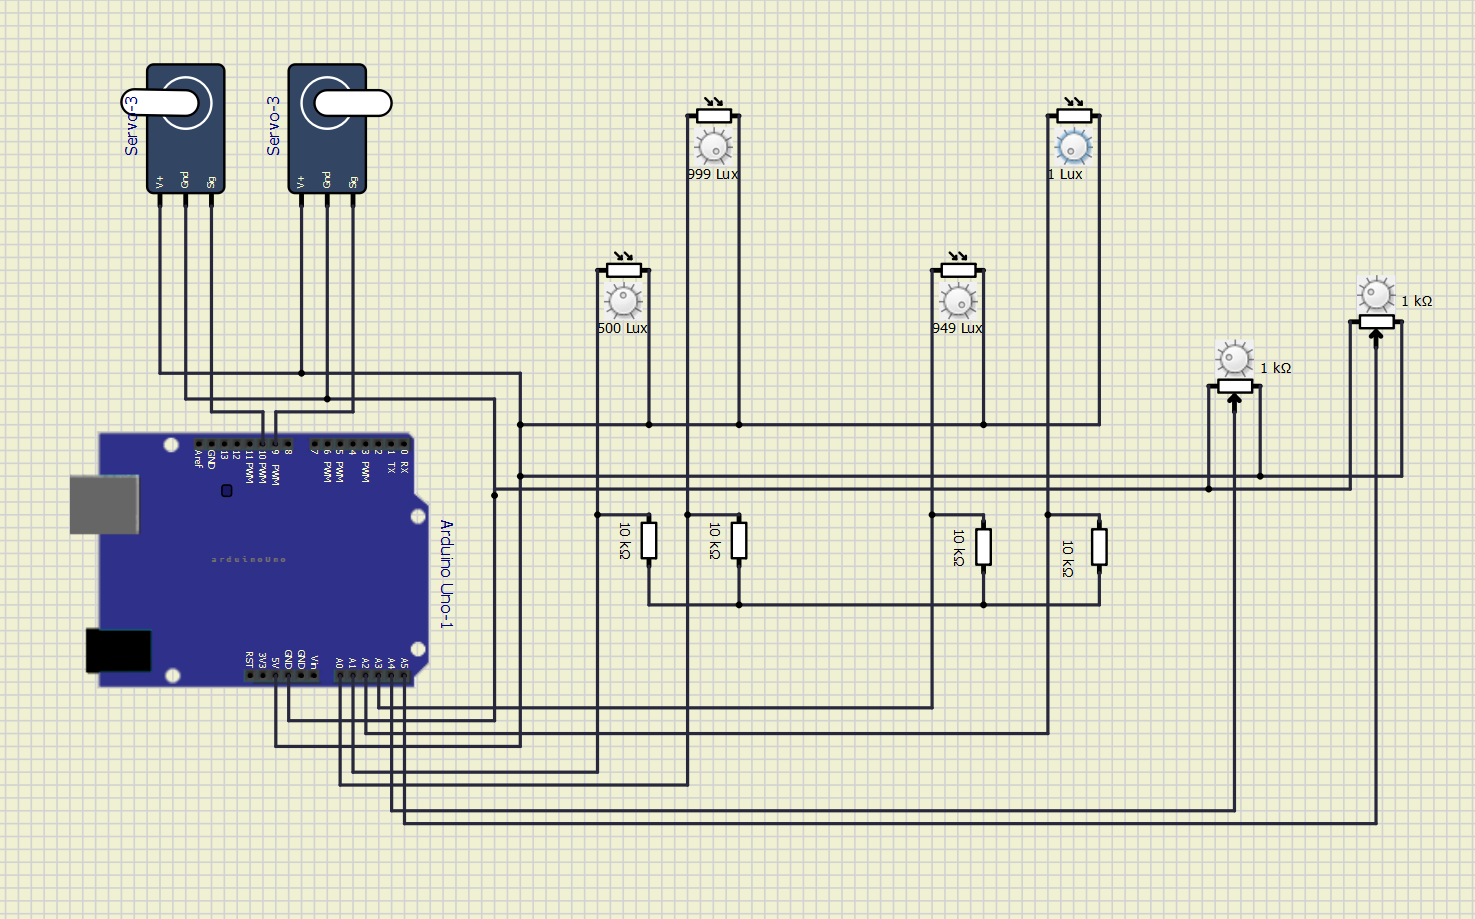 Servo-3
V+
Gnd
Sg
Servo-3
V+
Gnd
Sg
999 Lux
1 Lux
500 Lux
949 Lux
1 kΩ
1 kΩ
Aref
GND
13
12
11 PWM
10 PWM
9 PWM
8
7
6 PWM
5 PWM
4
3 PWM
2
1 TX
0 RX
arduinoUno
Arduino Uno-1
10 kΩ
10 kΩ
10 kΩ
10 kΩ
RST
3V3
5V
GND
GND
Vin
A0
A1
A2
A3
A4
A5